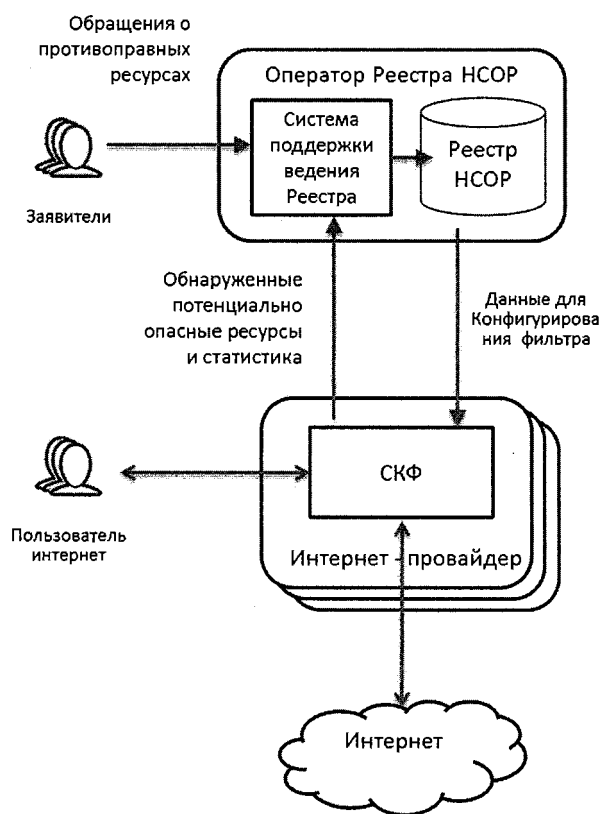 Обращения о
противоправных
ресурсах
Оператор Реестра НСОР
Система
поддержки
ведения
Реестра
Реестр
НСОР
Заявители
Обнаруженные
потенциально
опасные ресурсы
и статистика
Данные для
Конфигурирова
ния фильтра
СКФ
Пользователь
интернет
Интернет - провайдер
Интернет